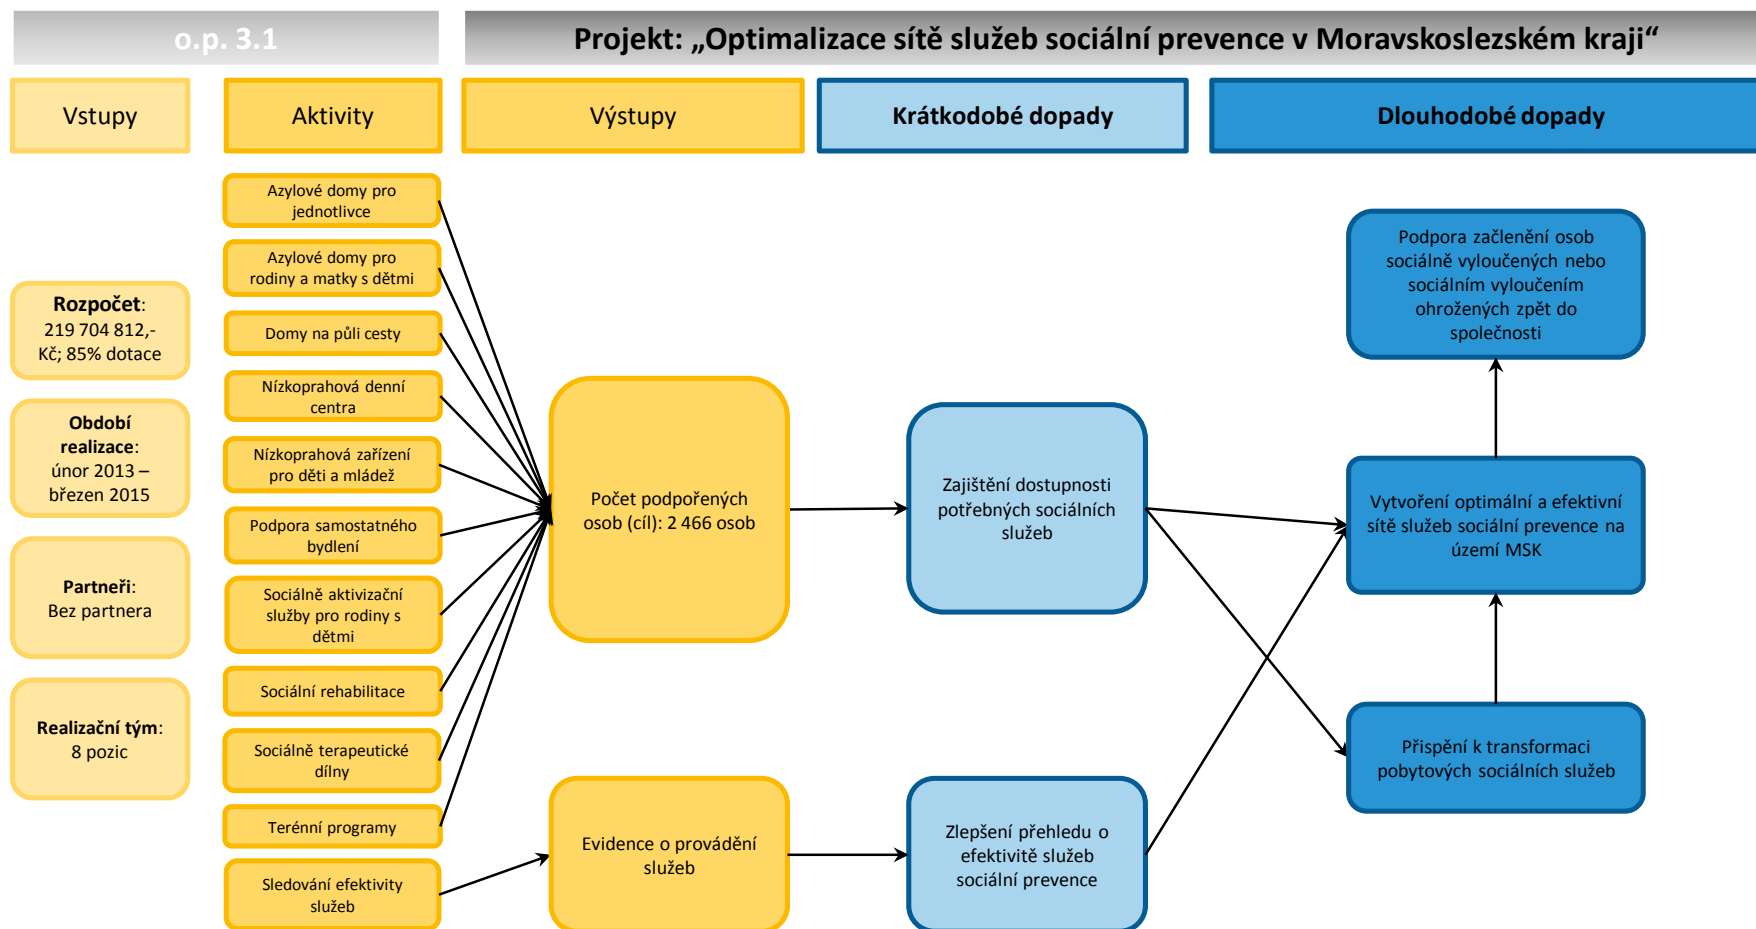 o.p. 3.1
Projekt: „Optimalizace sítě služeb sociální prevence v Moravskoslezském kraji“
Vstupy
Aktivity
Výstupy
Krátkodobé dopady
Dlouhodobé dopady
Rozpočet:
219 704 812,-
Kč; 85% dotace
Období
realizace:
únor 2013 –
březen 2015
Partneři:
Bez partnera
Realizační tým:
8 pozic
Azylové domy pro
jednotlivce
Azylové domy pro
rodiny a matky s dětmi
Domy na půli cesty
Nízkoprahová denní
centra
Nízkoprahová zařízení
pro děti a mládež
Podpora samostatného
bydlení
Sociálně aktivizační
služby pro rodiny s
dětmi
Sociální rehabilitace
Sociálně terapeutické
dílny
Terénní programy
Sledování efektivity
služeb
Počet podpořených
osob (cíl): 2 466 osob
Evidence o provádění
služeb
Zajištění dostupnosti
potřebných sociálních
služeb
Zlepšení přehledu o
efektivitě služeb
sociální prevence
Podpora začlenění osob
sociálně vyloučených nebo
sociálním vyloučením
ohrožených zpět do
společnosti
Vytvoření optimální a efektivní
sítě služeb sociální prevence na
území MSK
Přispění k transformaci
pobytových sociálních služeb